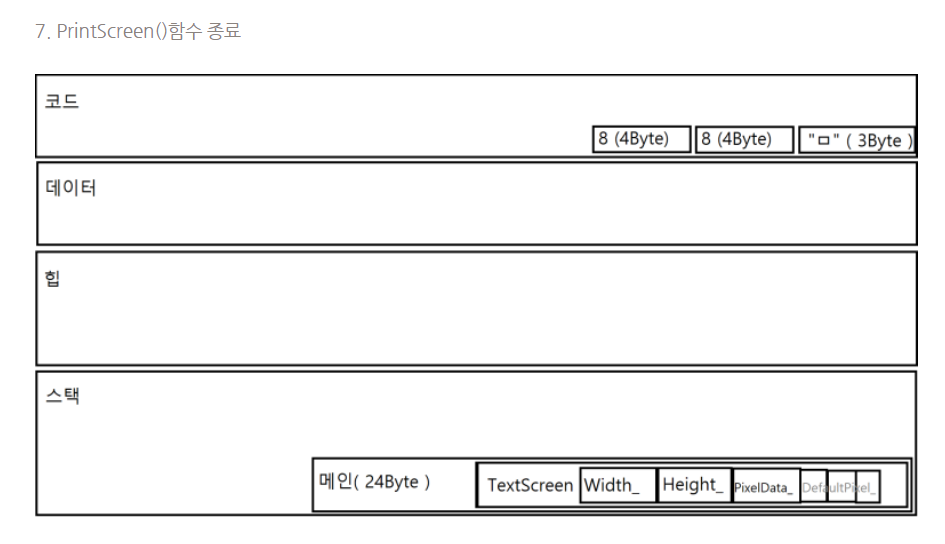 7. PrintScreen()함수 종료
코드
8 (4Byte)
8 (4Byte)
"ㅁ" ( 3Byte )
데이터
힙
스택
메인( 24Byte )
TextScreen
Width_
Height_
PixelData_
DefaultPixel_